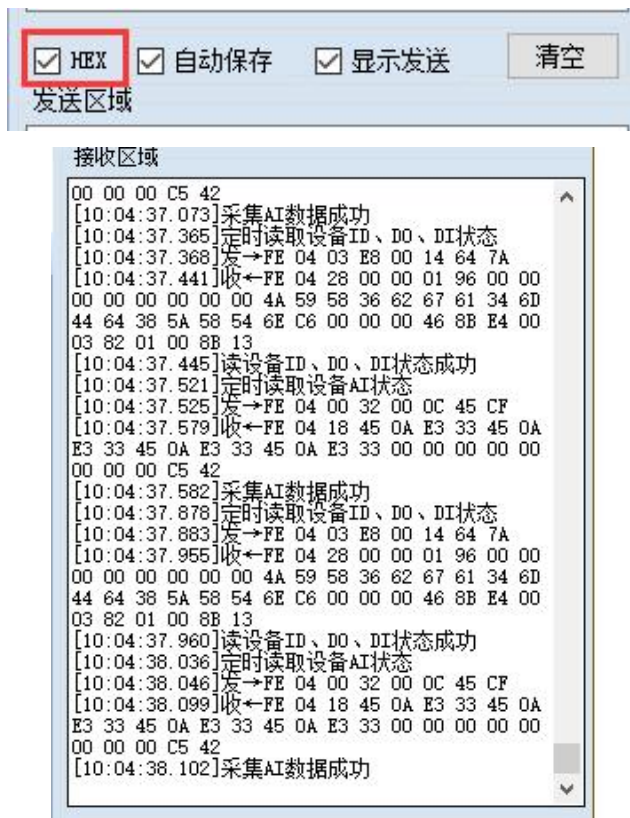 HEX 自动保存 显示发送 清空
发送区域
接收区域
00 00 00 C5 42
[10:04:37.073]采集AI数据成功
[10:04:37.365]定时读取设备ID、DO、DI状态
[10:04:37.368]发→FE 04 03 E8 00 14 64 7A
[10:04:37.441]收←FE 04 28 00 00 01 96 00 00
00 00 00 00 00 00 4A 59 58 36 62 67 61 34 6D
44 64 38 5A 58 54 6E C6 00 00 00 46 8B E4 00
03 82 01 00 8B 13
[10:04:37.445]读设备ID、DO、DI状态成功
[10:04:37.521]定时读取设备AI状态
[10:04:37.525]发→FE 04 00 32 00 0C 45 CF
[10:04:37.579]收←FE 04 18 45 0A E3 33 45 0A
E3 33 45 0A E3 33 45 0A E3 33 00 00 00 00 00
00 00 00 C5 42
[10:04:37.582]采集AI数据成功
[10:04:37.878]定时读取设备ID、DO、DI状态
[10:04:37.883]发→FE 04 03 E8 00 14 64 7A
[10:04:37.955]收←FE 04 28 00 00 01 96 00 00
00 00 00 00 00 00 4A 59 58 36 62 67 61 34 6D
44 64 38 5A 58 54 6E C6 00 00 00 46 8B E4 00
03 82 01 00 8B 13
[10:04:37.960]读设备ID、DO、DI状态成功
[10:04:38.036]定时读取设备AI状态
[10:04:38.046]发→FE 04 00 32 00 0C 45 CF
[10:04:38.099]收←FE 04 18 45 0A E3 33 45 0A
E3 33 45 0A E3 33 45 0A E3 33 00 00 00 00 00
00 00 00 C5 42
[10:04:38.102]采集AI数据成功